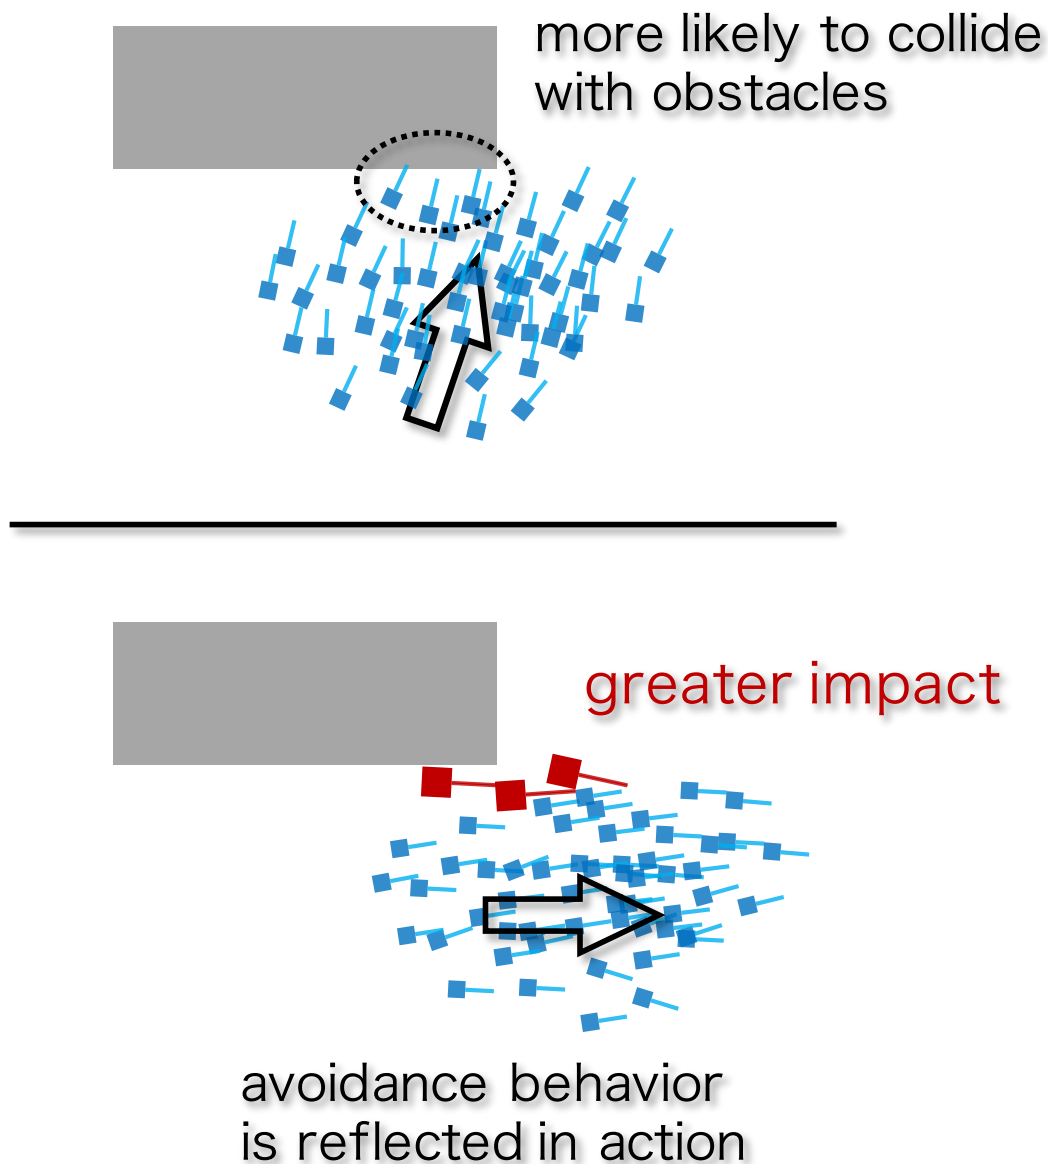 more likely to collide
with obstacles
greater impact
avoidance behavior
is reflected in action